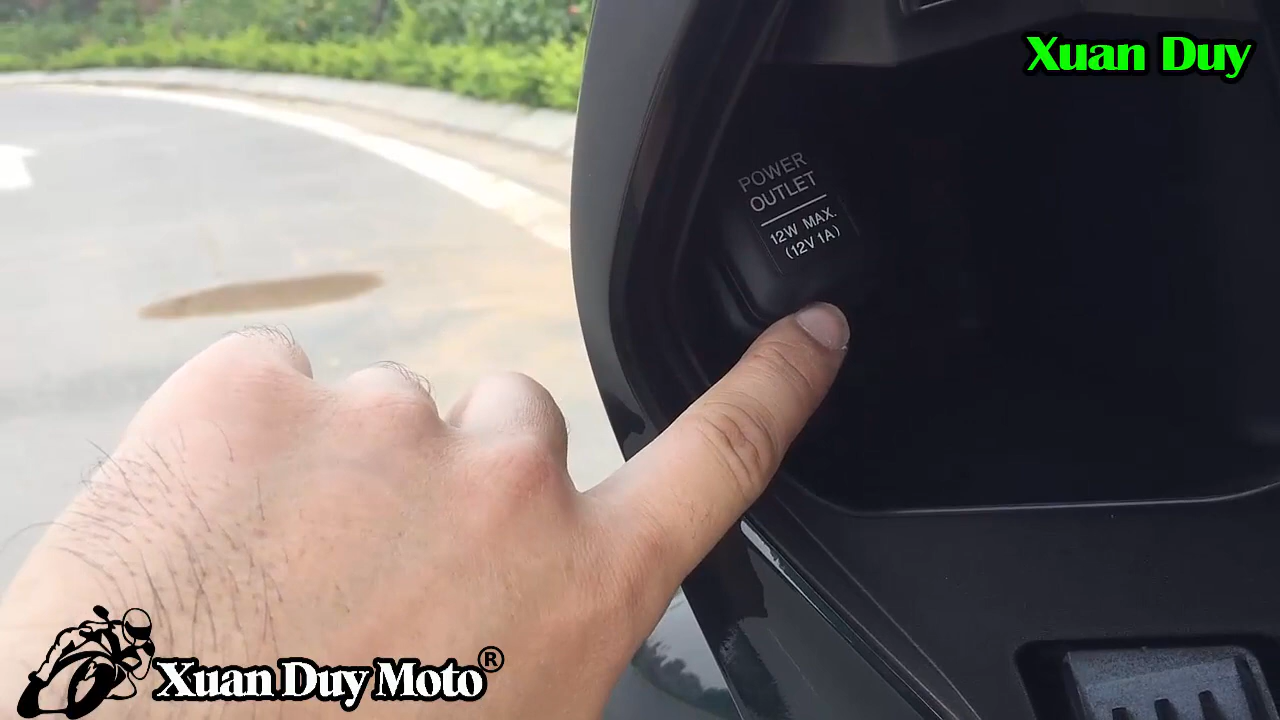 Xuan Duy
POWER
OUTLET
12W MAX.
(12V 1A)
Xuan Duy Moto®